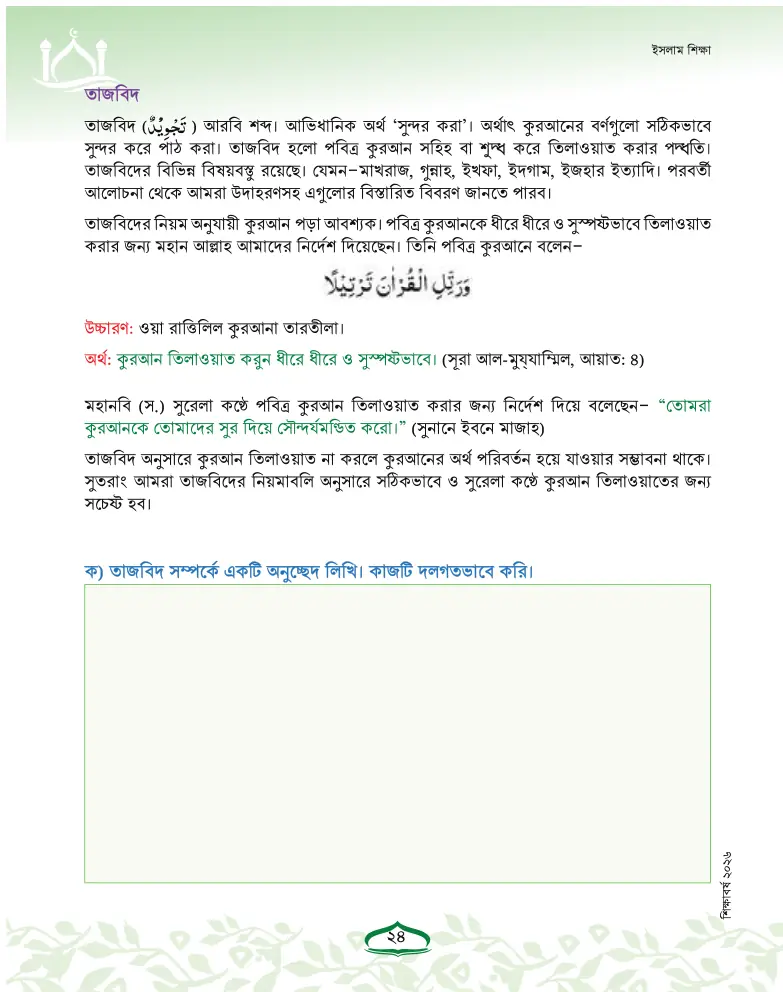 ইসলাম শিক্ষা
তাজবিদ
তাজবিদ (تَجْوِيْدٌ ) আরবি শব্দ। আভিধানিক অর্থ ‘সুন্দর করা’। অর্থাৎ কুরআনের বর্ণগুলো সঠিকভাবে
সুন্দর করে পাঠ করা। তাজবিদ হলো পবিত্র কুরআন সহিহ বা শুদ্ধ করে তিলাওয়াত করার পদ্ধতি।
তাজবিদের বিভিন্ন বিষয়বস্তু রয়েছে। যেমন–মাখরাজ, গুন্নাহ, ইখফা, ইদগাম, ইজহার ইত্যাদি। পরবর্তী
আলোচনা থেকে আমরা উদাহরণসহ এগুলোর বিস্তারিত বিবরণ জানতে পারব।
তাজবিদের নিয়ম অনুযায়ী কুরআন পড়া আবশ্যক। পবিত্র কুরআনকে ধীরে ধীরে ও সুস্পষ্টভাবে তিলাওয়াত
করার জন্য মহান আল্লাহ আমাদের নির্দেশ দিয়েছেন। তিনি পবিত্র কুরআনে বলেন–
وَرَتِّلِ الْقُرْاٰنَ تَرْتِيْلًا
উচ্চারণ: ওয়া রাত্তিলিল কুরআনা তারতীলা।
অর্থ: কুরআন তিলাওয়াত করুন ধীরে ধীরে ও সুস্পষ্টভাবে। (সূরা আল-মুয্যাম্মিল, আয়াত: ৪)
মহানবি (স.) সুরেলা কণ্ঠে পবিত্র কুরআন তিলাওয়াত করার জন্য নির্দেশ দিয়ে বলেছেন– “তোমরা
কুরআনকে তোমাদের সুর দিয়ে সৌন্দর্যমন্ডিত করো।” (সুনানে ইবনে মাজাহ)
তাজবিদ অনুসারে কুরআন তিলাওয়াত না করলে কুরআনের অর্থ পরিবর্তন হয়ে যাওয়ার সম্ভাবনা থাকে।
সুতরাং আমরা তাজবিদের নিয়মাবলি অনুসারে সঠিকভাবে ও সুরেলা কণ্ঠে কুরআন তিলাওয়াতের জন্য
সচেষ্ট হব।
ক) তাজবিদ সম্পর্কে একটি অনুচ্ছেদ লিখি। কাজটি দলগতভাবে করি।
শিক্ষাবর্ষ ২০২৬
২৪